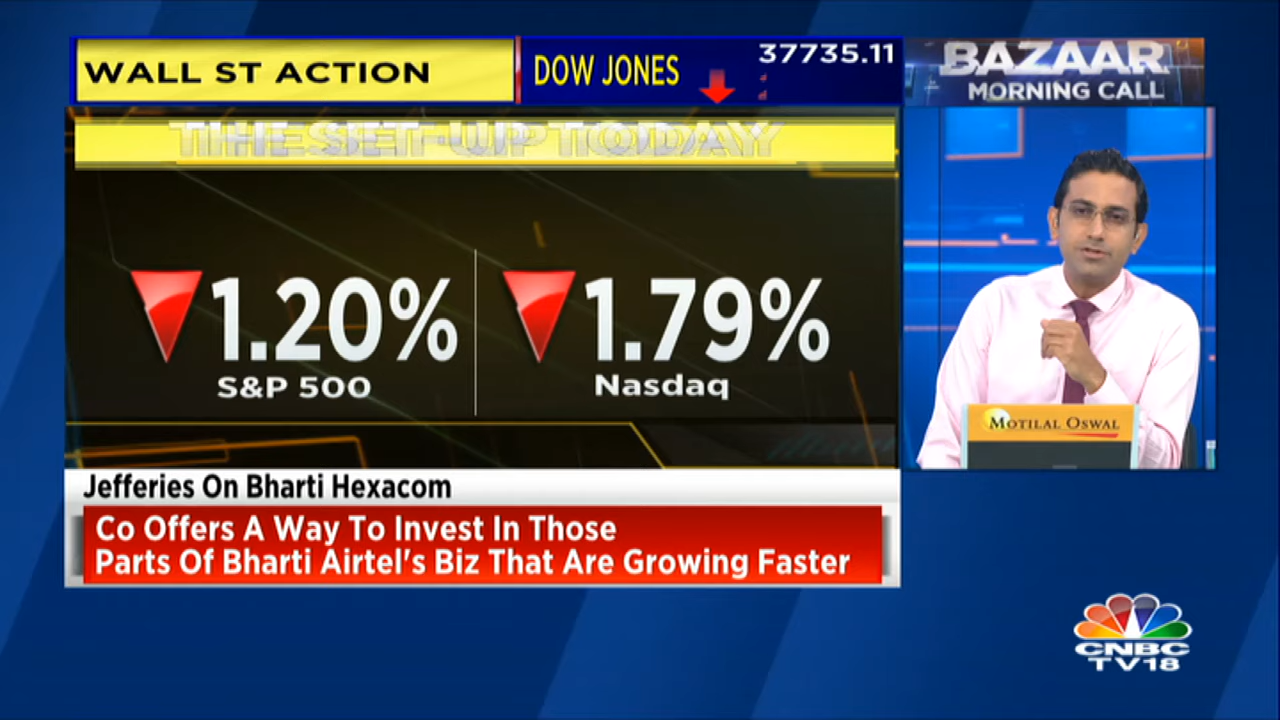 WALL ST ACTION
DOW JONES
37735.11
BAZAAR
MORNING CALL
THE SET-UP TODAY
1.20%
S&P 500
1.79%
Nasdaq
MOTILAL OSWAL
Jefferies On Bharti Hexacom
Co Offers A Way To Invest In Those
Parts Of Bharti Airtel's Biz That Are Growing Faster
CNBC
TV18